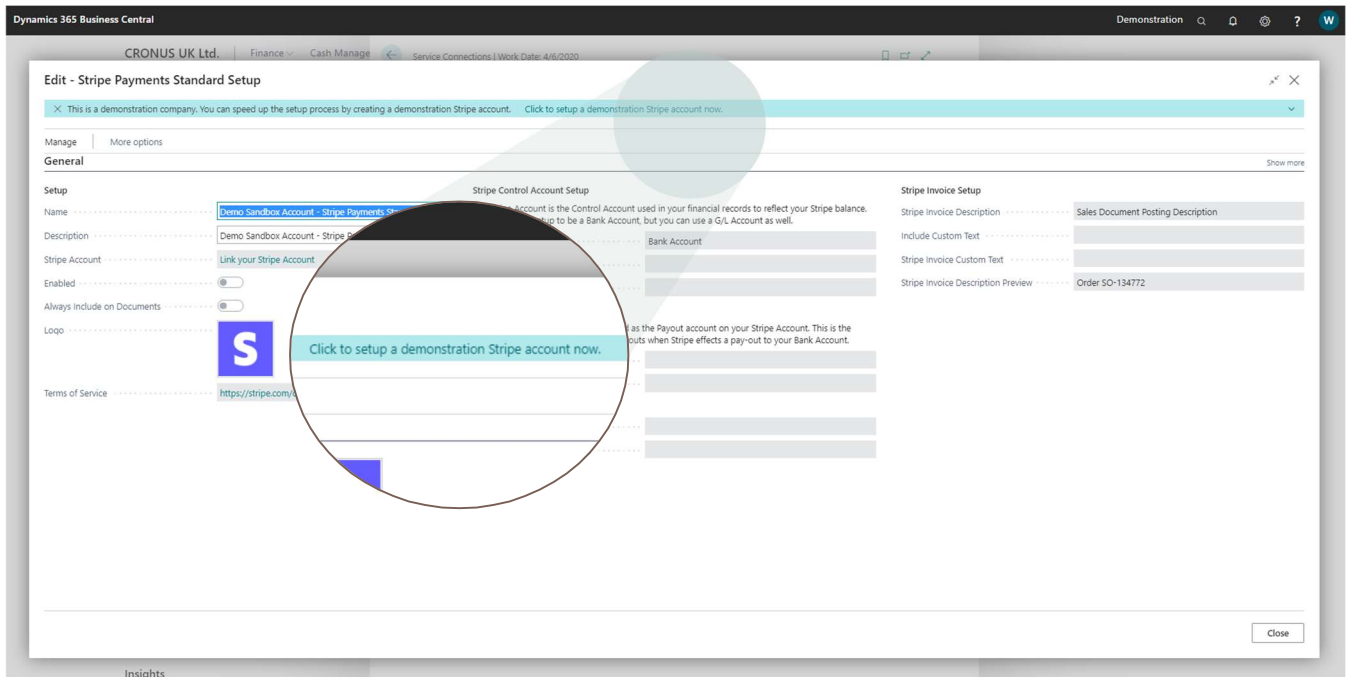 Dynamics 365 Business Central
Demonstration
?
W
CRONUS UK Ltd.
Finance
Cash Manage
Service Connections | Work Date: 4/6/2020
Edit - Stripe Payments Standard Setup
This is a demonstration company. You can speed up the setup process by creating a demonstration Stripe account. Click to setup a demonstration Stripe account now.
Manage
More options
General
Show more
Setup
Name
Demo Sandbox Account - Stripe Payments
Description
Demo Sandbox Account - Stripe
Stripe Account
Link your Stripe Account
Enabled
Always Include on Documents
Logo
S
Terms of Service
https://stripe.com/
Stripe Control Account Setup
Account is the Control Account used in your financial records to reflect your Stripe balance.
up to be a Bank Account, but you can use a G/L Account as well.
Bank Account
as the Payout account on your Stripe Account. This is the
outs when Stripe effects a pay-out to your Bank Account.
Click to setup a demonstration Stripe account now.
Stripe Invoice Setup
Stripe Invoice Description
Sales Document Posting Description
Include Custom Text
Stripe Invoice Custom Text
Stripe Invoice Description Preview
Order SO-134772
Close
Insights